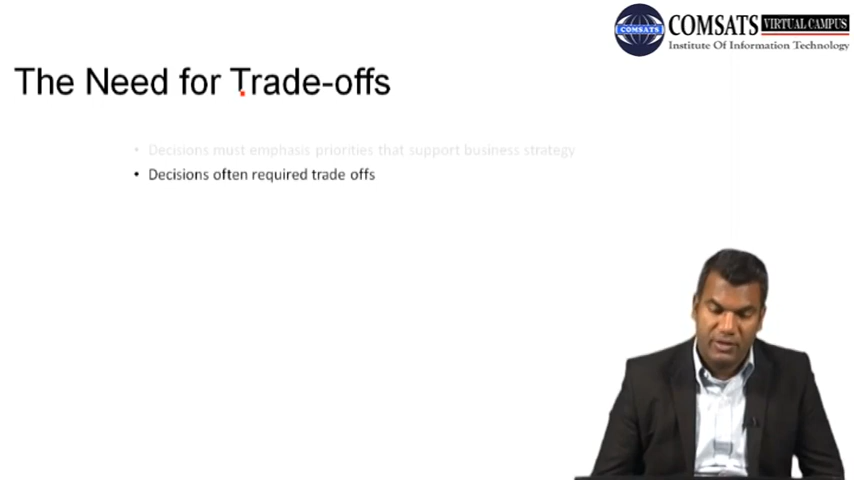 COMSATS VIRTUAL CAMPUS
COMSATS
Institute Of Information Technology
The Need for Trade-offs
• Decisions must emphasis priorities that support business strategy
• Decisions often required trade offs